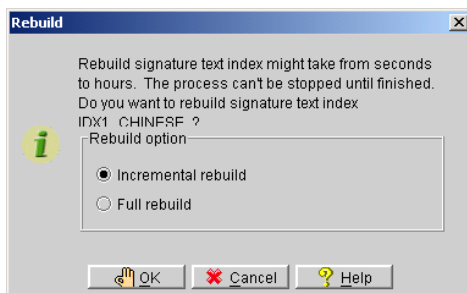 Rebuild
Rebuild signature text index might take from seconds
to hours. The process can't be stopped until finished.
Do you want to rebuild signature text index
IDX1_CHINESE ?
Rebuild option
Incremental rebuild
Full rebuild
OK
Cancel
Help